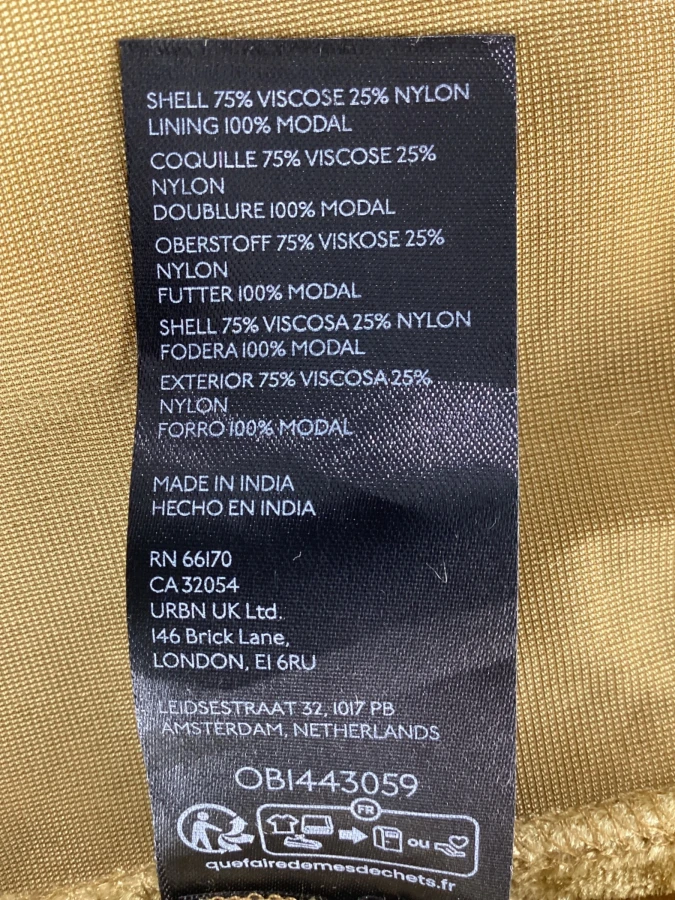 SHELL 75% VISCOSE 25% NYLON
LINING 100% MODAL
COQUILLE 75% VISCOSE 25%
NYLON
DOUBLURE 100% MODAL
OBERSTOFF 75% VISKOSE 25%
NYLON
FUTTER 100% MODAL
SHELL 75% VISCOSA 25% NYLON
FODERA 100% MODAL
EXTERIOR 75% VISCOSA 25%
NYLON
FORRO 100% MODAL
MADE IN INDIA
HECHO EN INDIA
RN 66170
CA 32054
URBN UK Ltd.
146 Brick Lane,
LONDON, E1 6RU
LEIDSESTRAAT 32, 1017 PB
AMSTERDAM, NETHERLANDS
OB1443059
FR
ou
quefairedemesdechets.fr